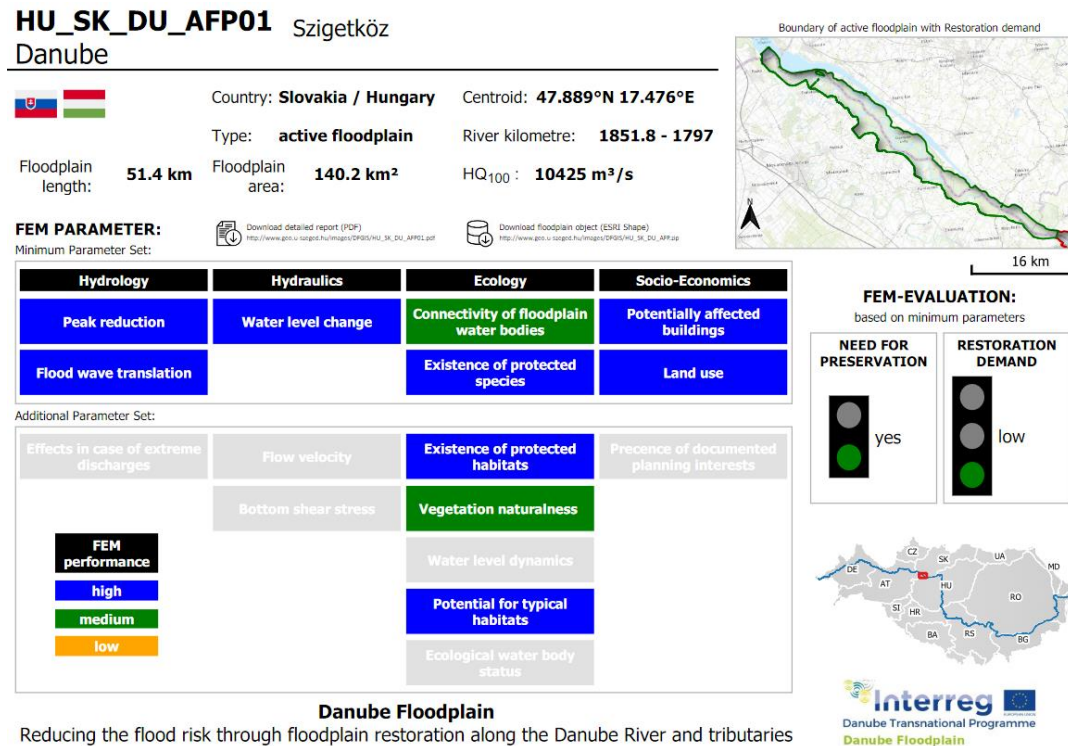 HU_SK_DU_AFP01 Szigetköz
Danube
Boundary of active floodplain with Restoration demand
Country: Slovakia / Hungary Centroid: 47.889°N 17.476°E
Type: active floodplain River kilometre: 1851.8 - 1797
Floodplain length: 51.4 km Floodplain area: 140.2 km² HQ100 : 10425 m³/s
N
16 km
FEM PARAMETER:
Download detailed report (PDF)
Download floodplain object (ESRI Shape)
Minimum Parameter Set:
Hydrology Hydraulics Ecology Socio-Economics
Peak reduction Water level change Connectivity of floodplain water bodies Potentially affected buildings
Flood wave translation Existence of protected species Land use
FEM-EVALUATION:
based on minimum parameters
NEED FOR PRESERVATION
yes
RESTORATION DEMAND
low
Additional Parameter Set:
Effects in case of extreme discharges Flow velocity Existence of protected habitats Precence of documented planning interests
Bottom shear stress Vegetation naturalness
Water level dynamics
Potential for typical habitats
Ecological water body status
FEM performance
high
medium
low
CZ
SK
UA
DE
MD
AT
HU
RO
SI
HR
BA
RS
BG
Danube Floodplain
Reducing the flood risk through floodplain restoration along the Danube River and tributaries
Interreg
Danube Transnational Programme
Danube Floodplain